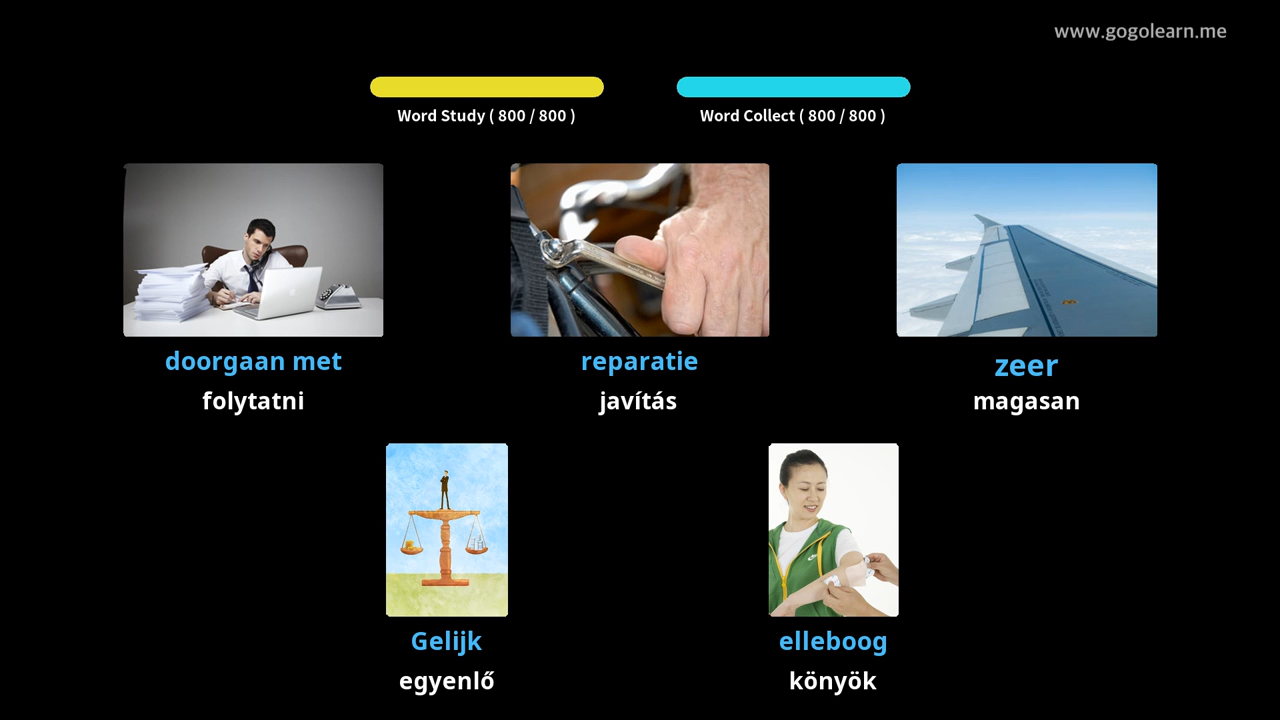 www.gogolearn.me
Word Study ( 800 / 800 )
Word Collect ( 800 / 800 )
doorgaan met
folytatni
reparatie
javítás
zeer
magasan
Gelijk
egyenlő
elleboog
könyök